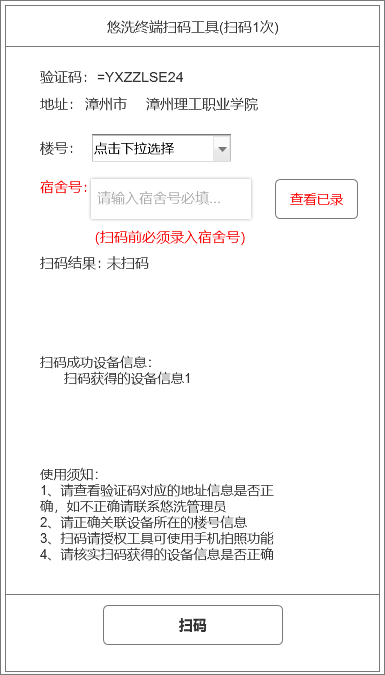 悠洗终端扫码工具(扫码1次)
验证码：=YXZZLSE24
地址： 漳州市 漳州理工职业学院
楼号： 点击下拉选择
宿舍号: 请输入宿舍号必填... 查看已录
(扫码前必须录入宿舍号)
扫码结果: 未扫码
扫码成功设备信息：
扫码获得的设备信息1
使用须知：
1、请查看验证码对应的地址信息是否正
确，如不正确请联系悠洗管理员
2、请正确关联设备所在的楼号信息
3、扫码请授权工具可使用手机拍照功能
4、请核实扫码获得的设备信息是否正确
扫码